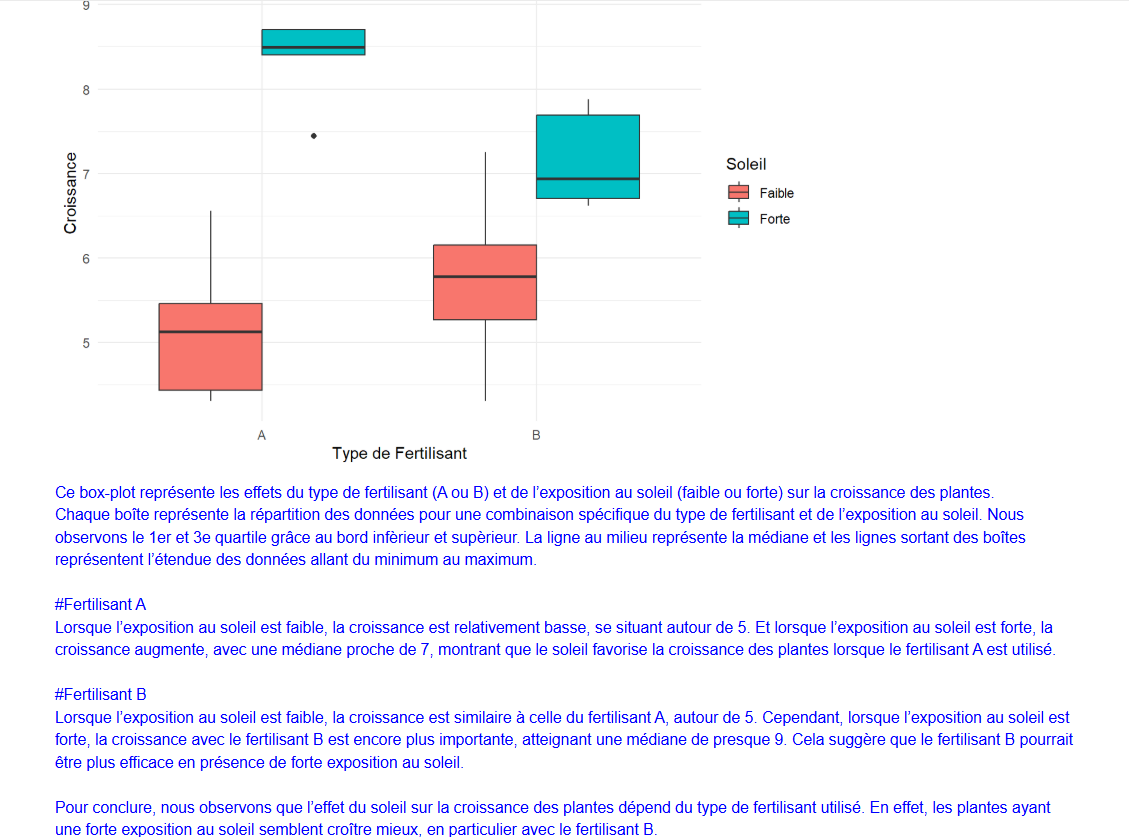 9
8
7
6
5
Croissance
A
B
Type de Fertilisant
Soleil
Faible
Forte
Ce box-plot représente les effets du type de fertilisant (A ou B) et de l’exposition au soleil (faible ou forte) sur la croissance des plantes.
Chaque boîte représente la répartition des données pour une combinaison spécifique du type de fertilisant et de l’exposition au soleil. Nous
observons le 1er et 3e quartile grâce au bord infèrieur et supèrieur. La ligne au milieu représente la médiane et les lignes sortant des boîtes
représentent l’étendue des données allant du minimum au maximum.
#Fertilisant A
Lorsque l’exposition au soleil est faible, la croissance est relativement basse, se situant autour de 5. Et lorsque l’exposition au soleil est forte, la
croissance augmente, avec une médiane proche de 7, montrant que le soleil favorise la croissance des plantes lorsque le fertilisant A est utilisé.
#Fertilisant B
Lorsque l’exposition au soleil est faible, la croissance est similaire à celle du fertilisant A, autour de 5. Cependant, lorsque l’exposition au soleil est
forte, la croissance avec le fertilisant B est encore plus importante, atteignant une médiane de presque 9. Cela suggère que le fertilisant B pourrait
être plus efficace en présence de forte exposition au soleil.
Pour conclure, nous observons que l’effet du soleil sur la croissance des plantes dépend du type de fertilisant utilisé. En effet, les plantes ayant
une forte exposition au soleil semblent croître mieux, en particulier avec le fertilisant B.